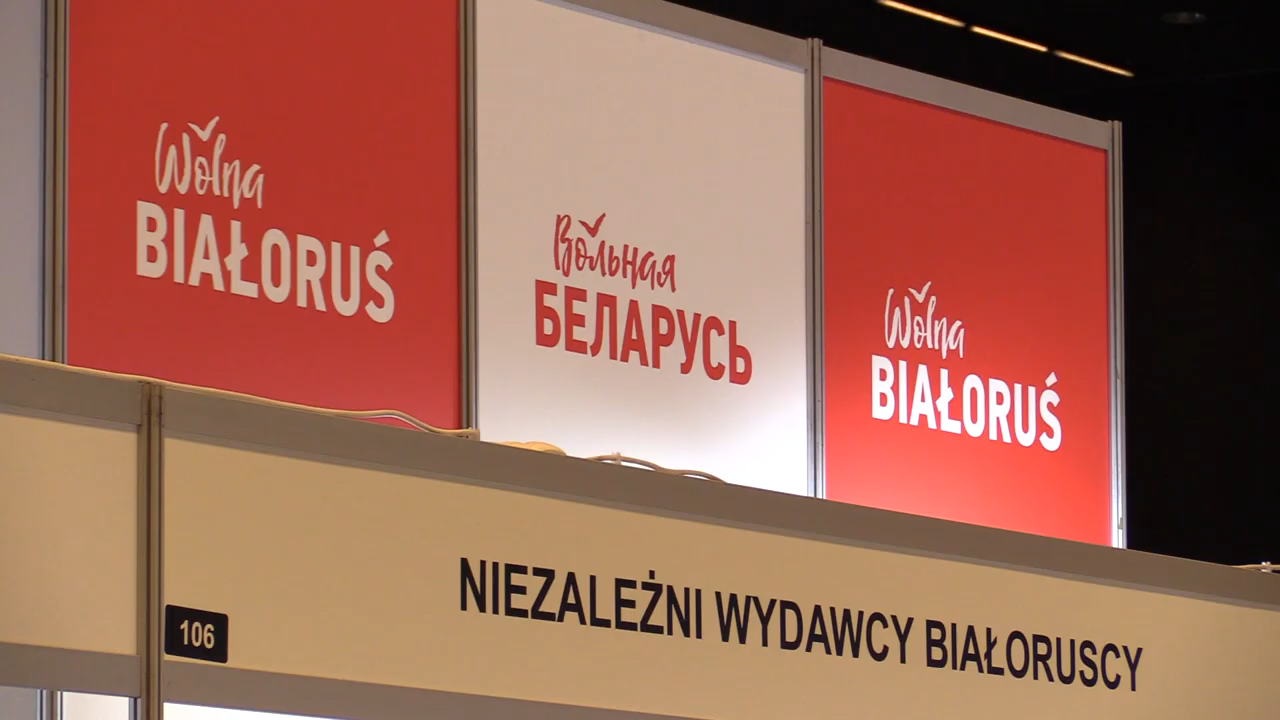 Wolna
BIAŁORUŚ
Вольная
БЕЛАРУСЬ
Wolna
BIAŁORUŚ
NIEZALEŻNI WYDAWCY BIAŁORUSCY
106